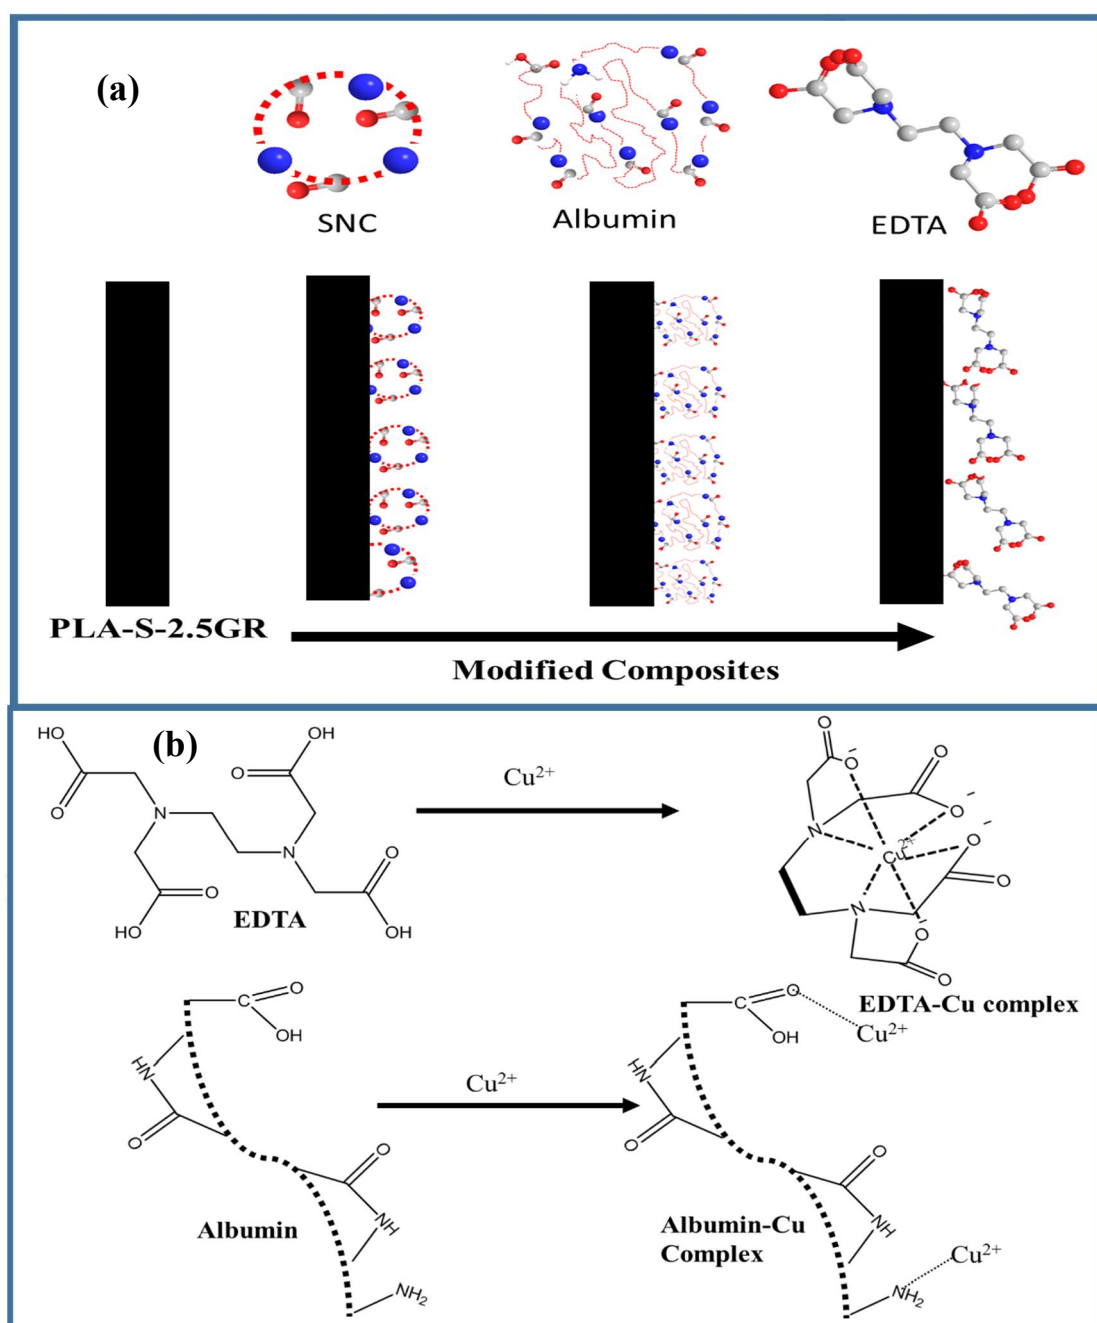 (a)
SNC
Albumin
EDTA
PLA-S-2.5GR
Modified Composites
(b)
HO
O
N
O
HO
OH
O
N
O
OH
EDTA
Cu²⁺
O
O⁻
O
O⁻
O⁻
N
Cu²⁺
O
N
O⁻
O
EDTA-Cu complex
C
O
OH
HN
O
O
NH
NH₂
Albumin
Cu²⁺
C
O
OH
Cu²⁺
HN
O
O
NH
NH₂
Cu²⁺
Albumin-Cu
Complex